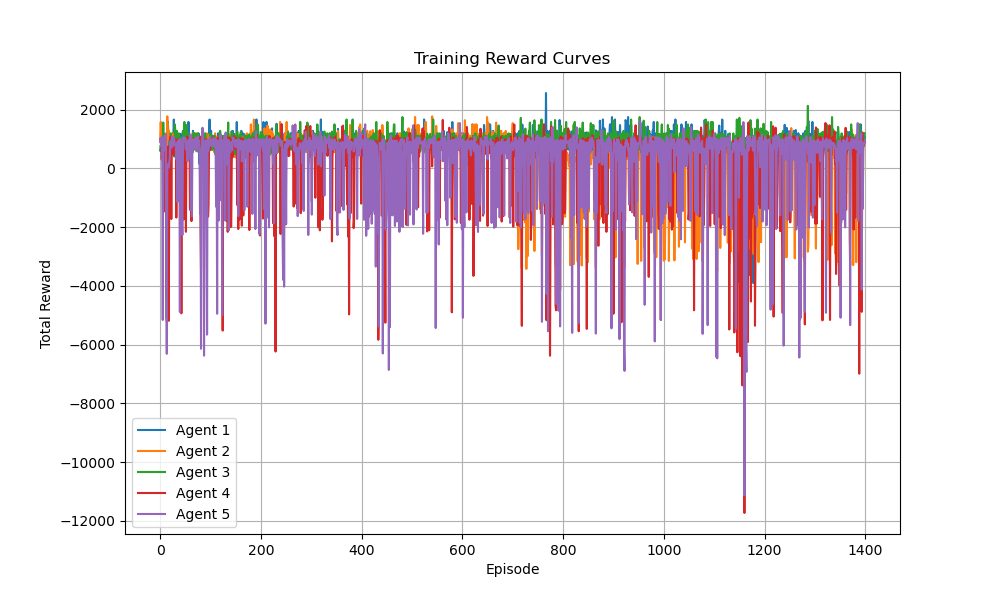 Training Reward Curves
Total Reward
2000
0
−2000
−4000
−6000
−8000
−10000
−12000
Agent 1
Agent 2
Agent 3
Agent 4
Agent 5
0 200 400 600 800 1000 1200 1400
Episode